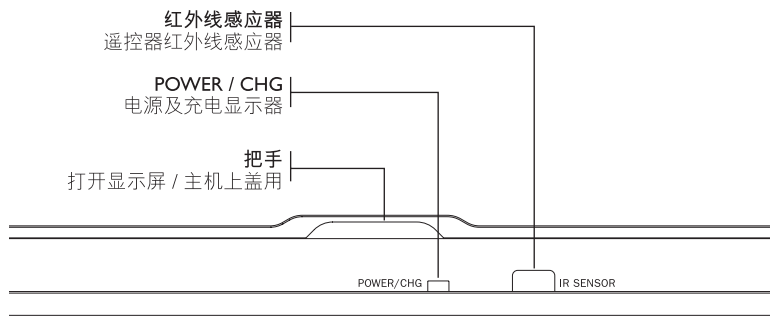 红外线感应器
遥控器红外线感应器
POWER / CHG
电源及充电显示器
把手
打开显示屏 / 主机上盖用
POWER/CHG
IR SENSOR